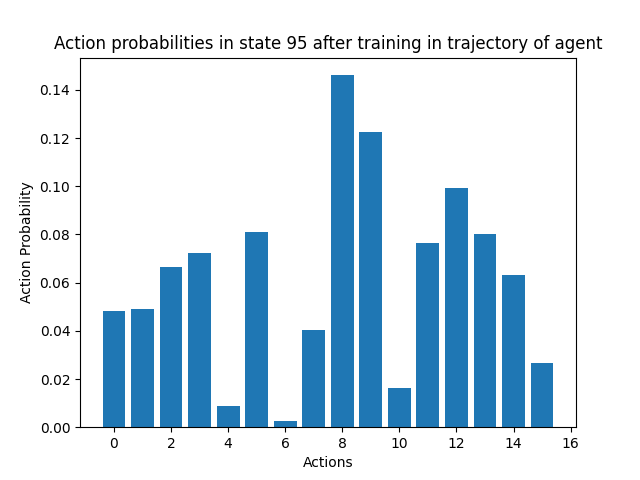 Action probabilities in state 95 after training in trajectory of agent
0.14
0.12
0.10
0.08
0.06
0.04
0.02
0.00
Action Probability
0 2 4 6 8 10 12 14 16
Actions